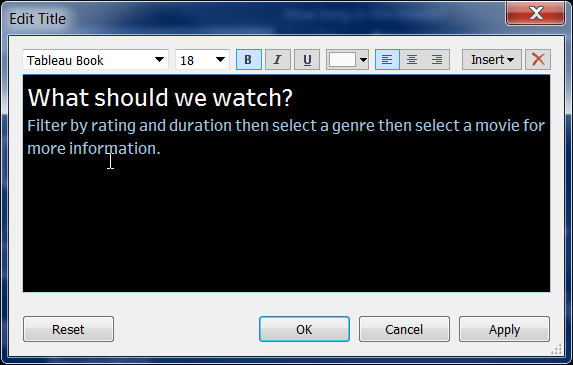 Edit Title
Tableau Book 18 B I U Insert
What should we watch?
Filter by rating and duration then select a genre then select a movie for
more information.
Reset OK Cancel Apply